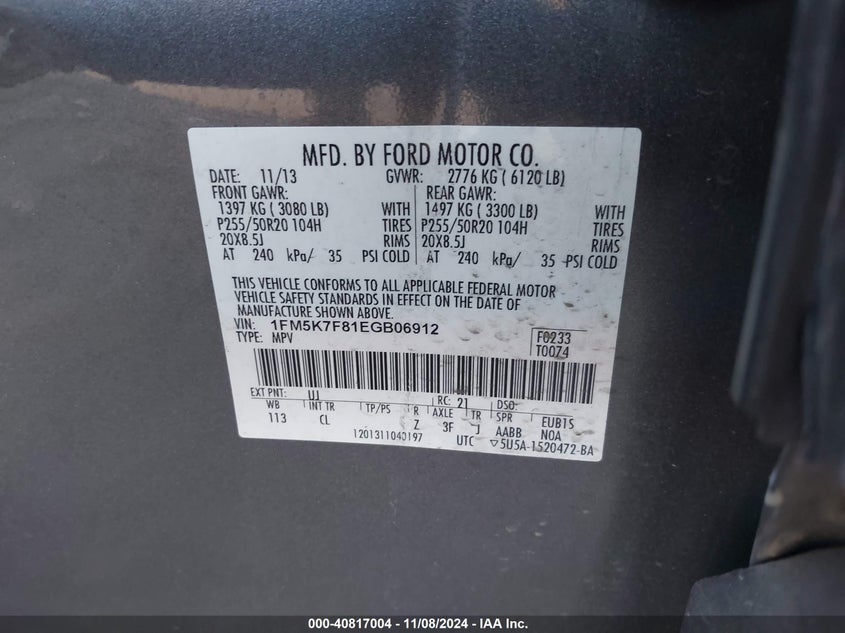 MFD. BY FORD MOTOR CO.
DATE: 11/13 GVWR: 2776 KG ( 6120 LB)
FRONT GAWR: REAR GAWR:
1397 KG ( 3080 LB) WITH 1497 KG ( 3300 LB) WITH
P255/50R20 104H TIRES P255/50R20 104H TIRES
20X8.5J RIMS 20X8.5J RIMS
AT 240 kPa/ 35 PSI COLD AT 240 kPa/ 35 PSI COLD
THIS VEHICLE CONFORMS TO ALL APPLICABLE FEDERAL MOTOR
VEHICLE SAFETY STANDARDS IN EFFECT ON THE DATE OF
MANUFACTURE SHOWN ABOVE.
VIN: 1FM5K7F81EGB06912 F0233
TYPE: MPV T0074
EXT PNT: UJ RC: 21 DSO:
WB INT TR TP/PS R AXLE TR SPR EUB1S
113 CL Z 3F J AABB NOA
1201311040197 UTC ▽5U5A-1520472-BA
000-40817004 - 11/08/2024 - IAA Inc.